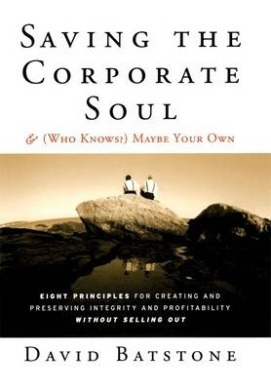 SAVING THE
CORPORATE
SOUL
& (WHO KNOWS?) MAYBE YOUR OWN
EIGHT PRINCIPLES FOR CREATING AND
PRESERVING INTEGRITY AND PROFITABILITY
WITHOUT SELLING OUT
DAVID BATSTONE